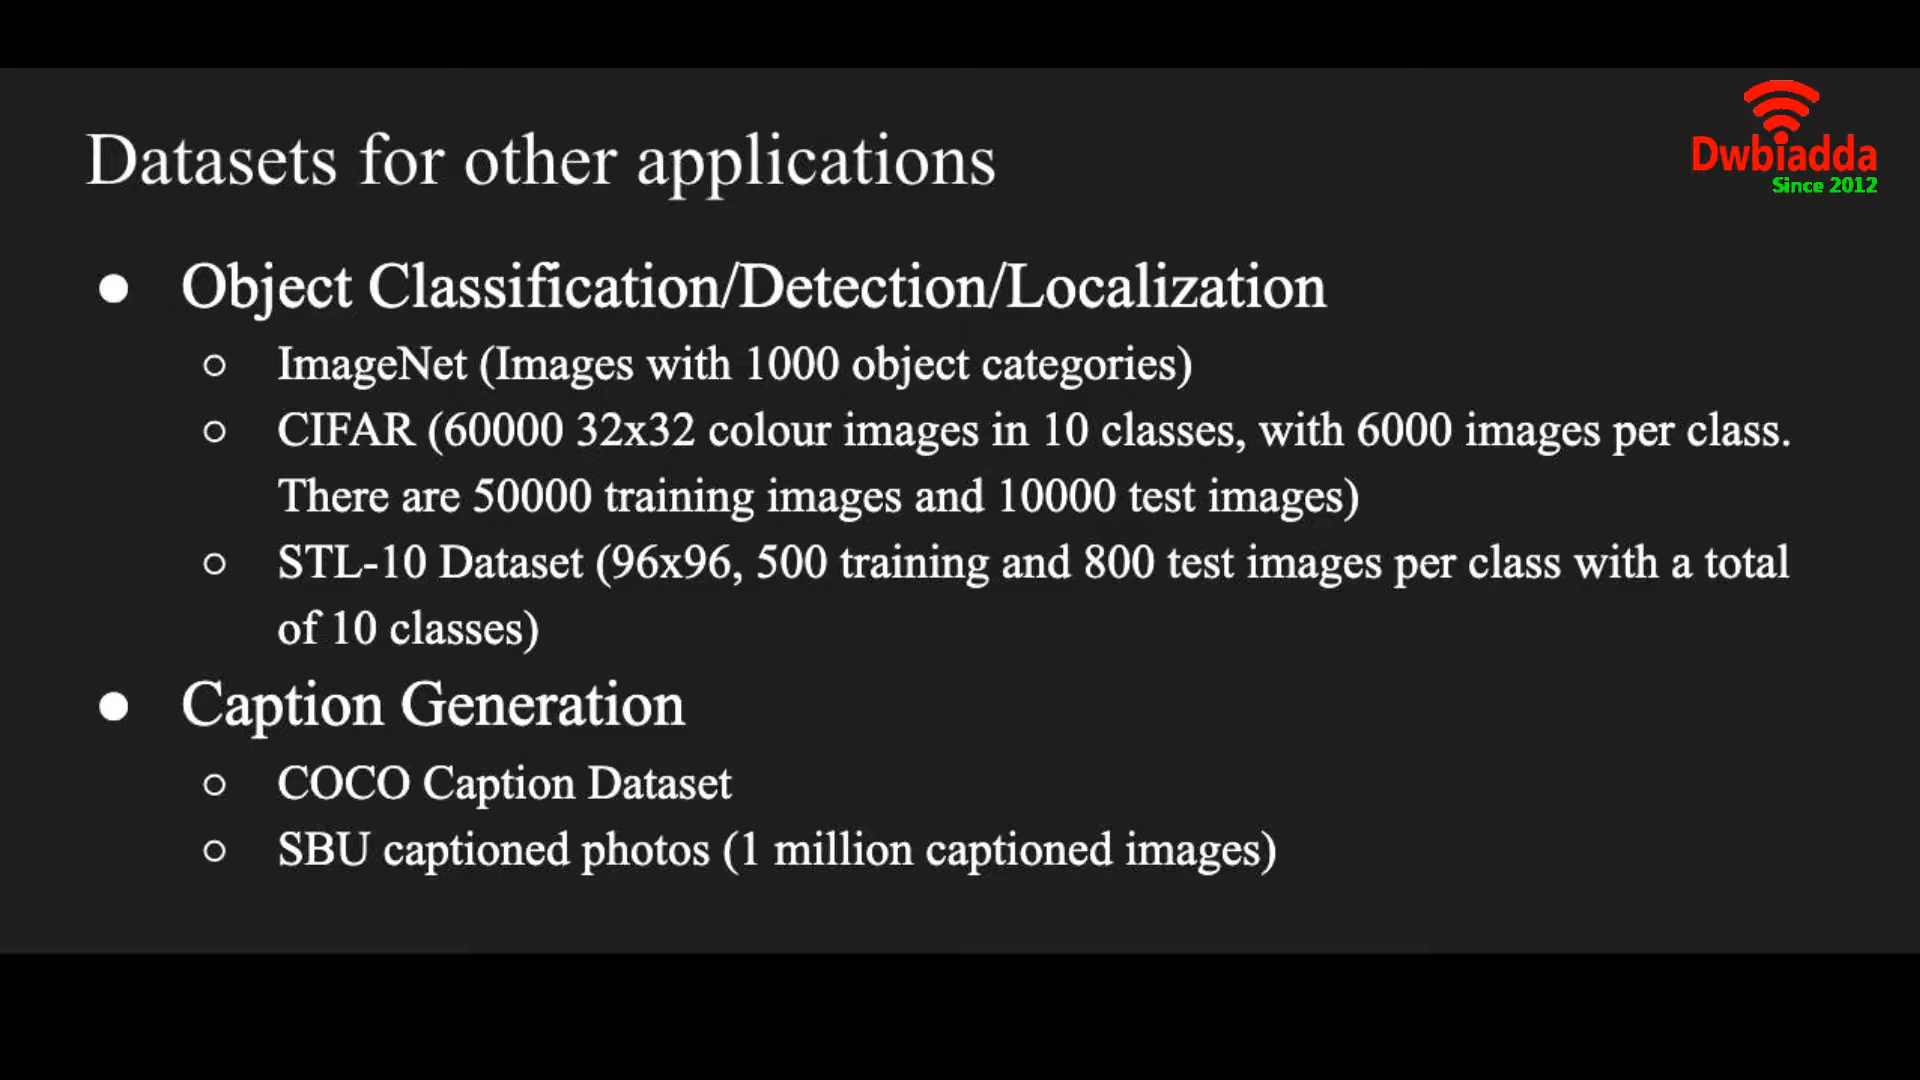 Dwbiadda
Since 2012
Datasets for other applications
● Object Classification/Detection/Localization
○ ImageNet (Images with 1000 object categories)
○ CIFAR (60000 32x32 colour images in 10 classes, with 6000 images per class.
There are 50000 training images and 10000 test images)
○ STL-10 Dataset (96x96, 500 training and 800 test images per class with a total
of 10 classes)
● Caption Generation
○ COCO Caption Dataset
○ SBU captioned photos (1 million captioned images)